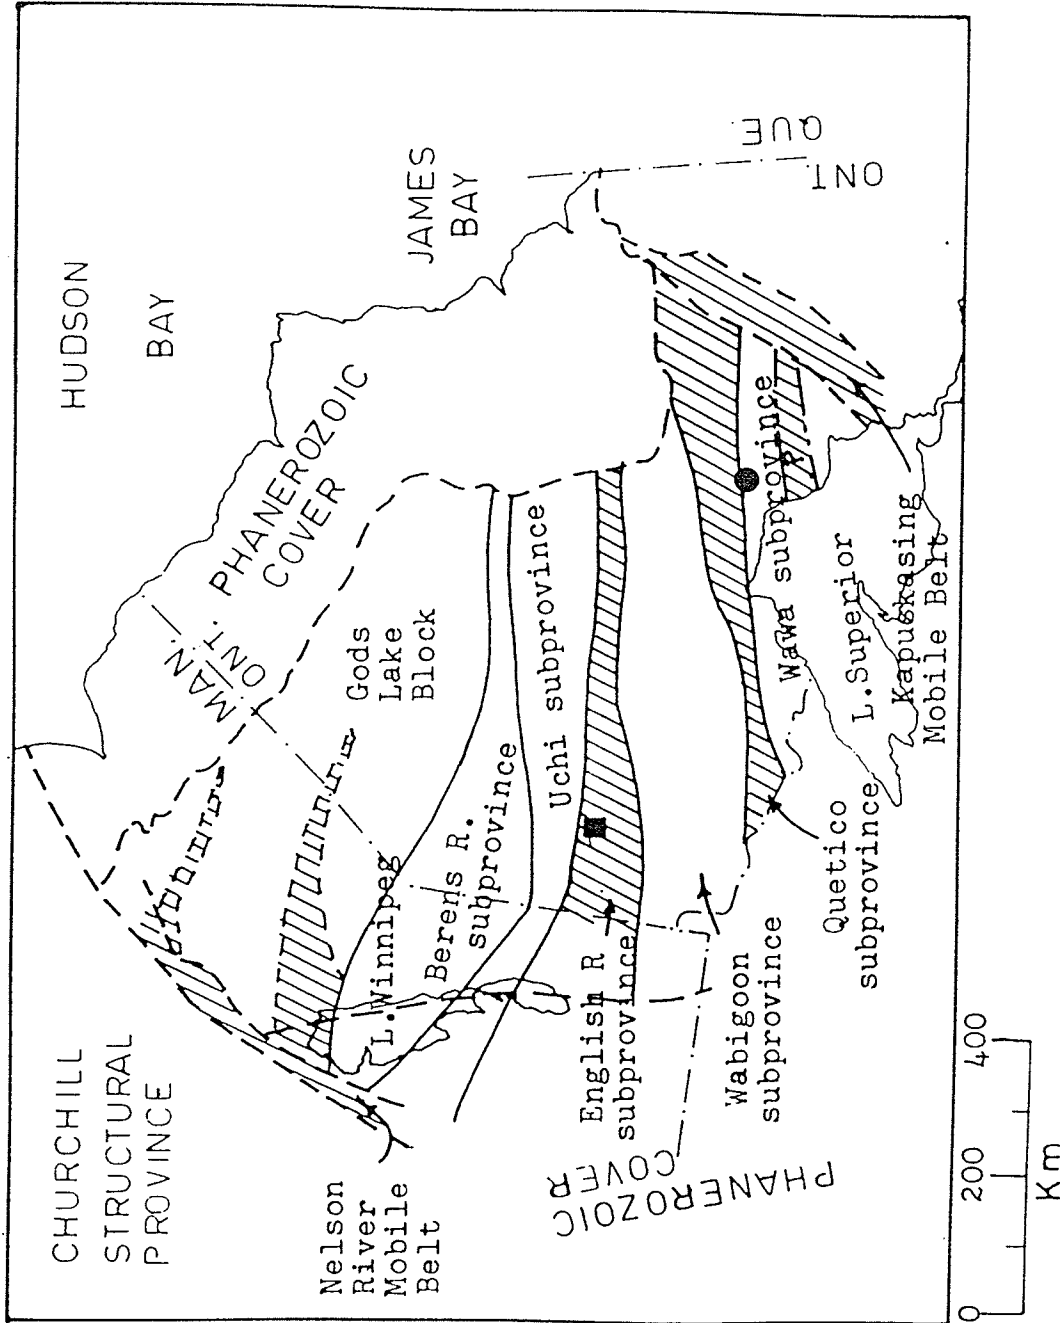 CHURCHILL
STRUCTURAL
PROVINCE
HUDSON
BAY
JAMES
BAY
PHANEROZOIC
COVER
MAN.
ONT.
QUE
ONT
Nelson
River
Mobile
Belt
Gods
Lake
Block
L.Winnipeg
Berens R.
subprovince
Uchi subprovince
English R
subprovince
Wabigoon
subprovince
Quetico
subprovince
Wawa subprovince
L.Superior
Kapuskasing
Mobile Belt
PHANEROZOIC
COVER
0 200 400
Km